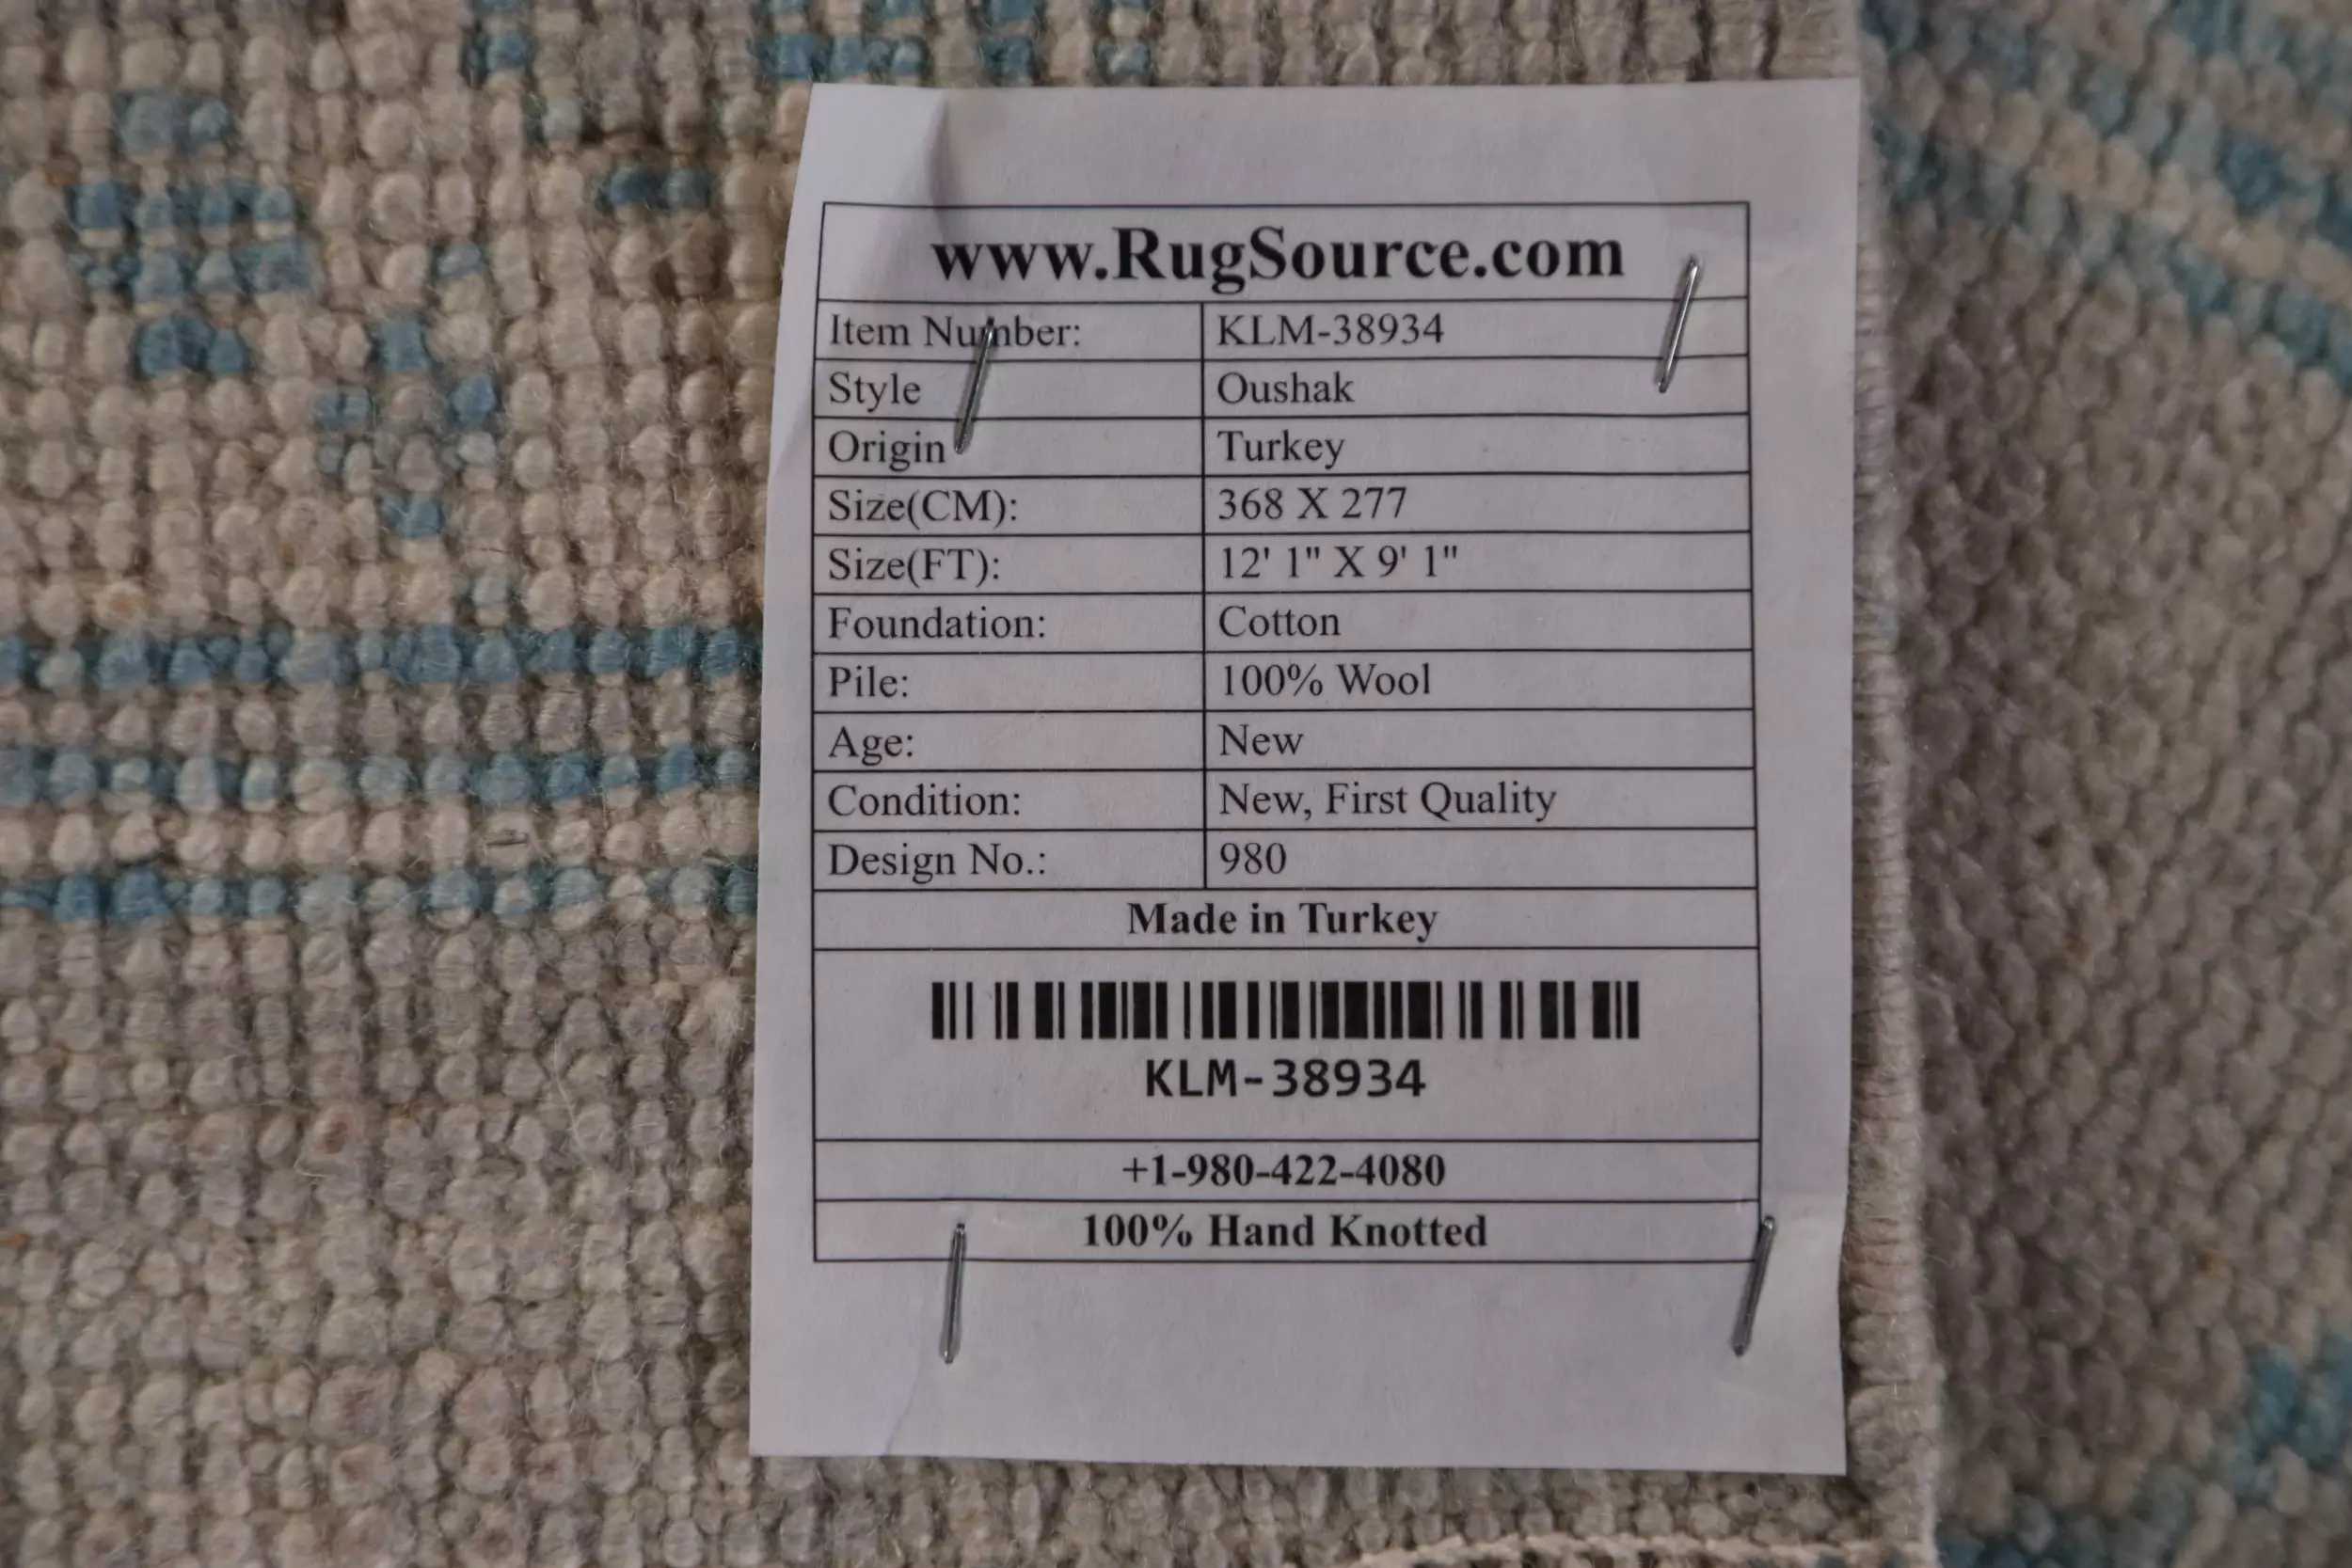 www.RugSource.com
Item Number: KLM-38934
Style Oushak
Origin Turkey
Size(CM): 368 X 277
Size(FT): 12' 1" X 9' 1"
Foundation: Cotton
Pile: 100% Wool
Age: New
Condition: New, First Quality
Design No.: 980
Made in Turkey
KLM-38934
+1-980-422-4080
100% Hand Knotted